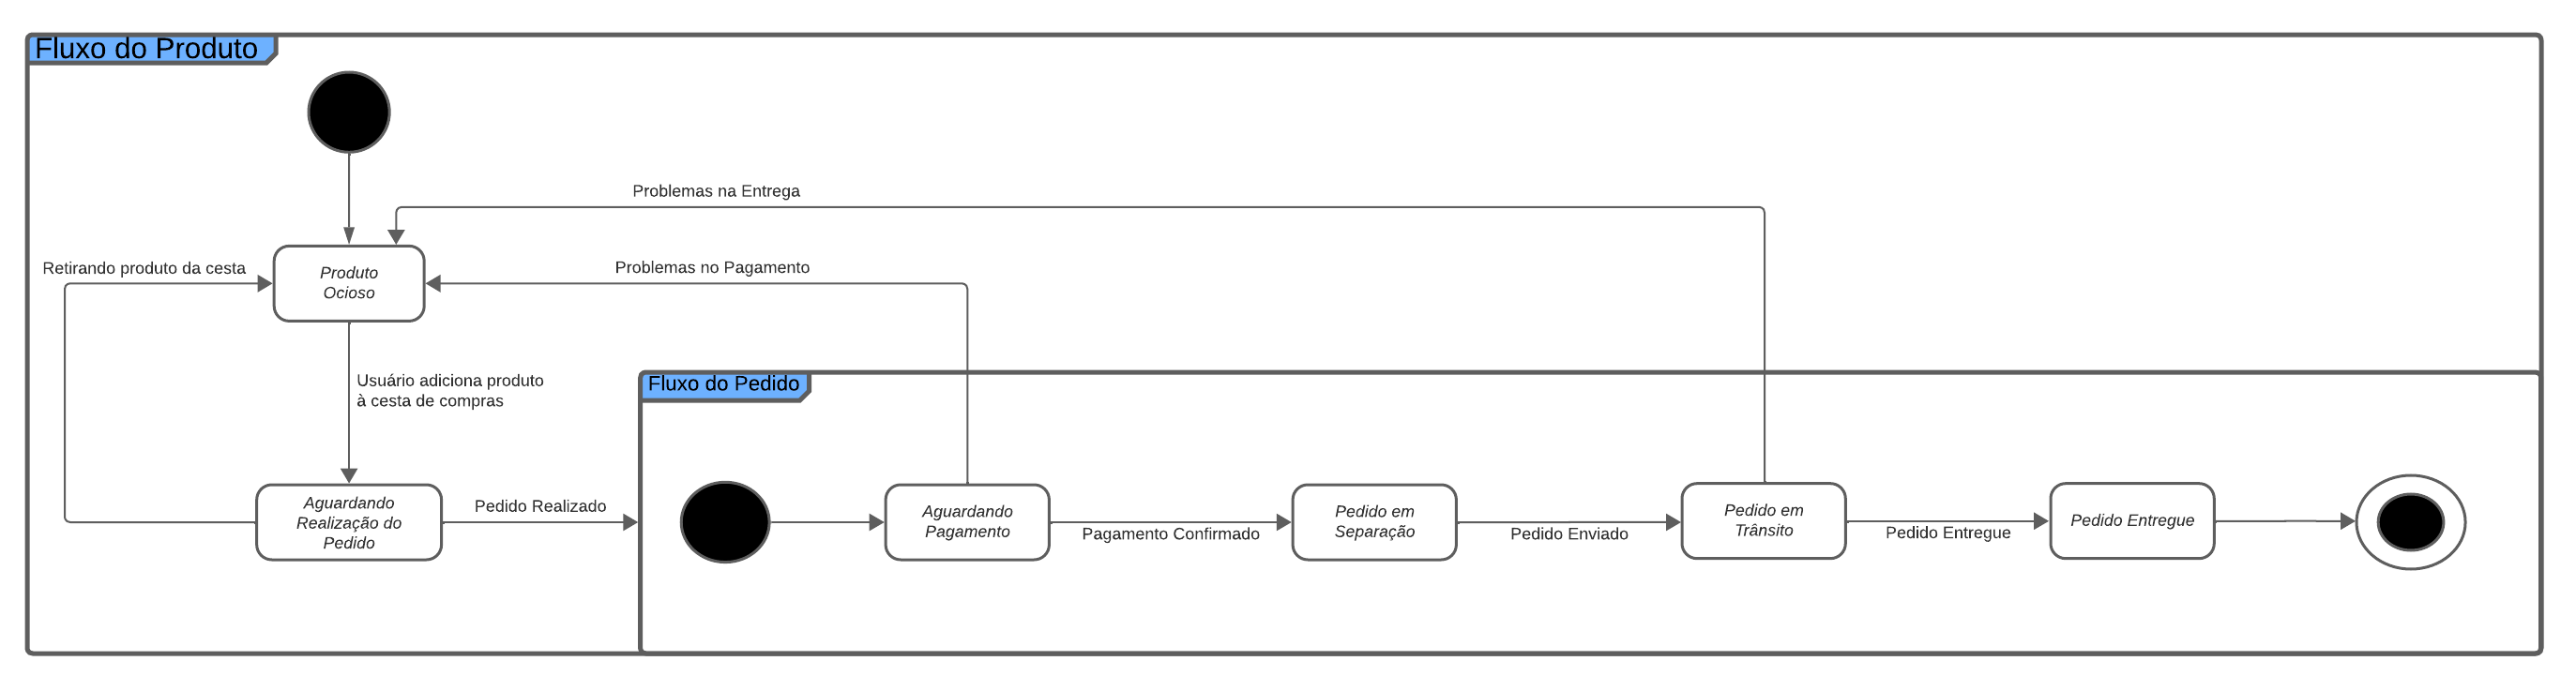 Fluxo do Produto
Problemas na Entrega
Retirando produto da cesta
Produto
Ocioso
Problemas no Pagamento
Usuário adiciona produto
à cesta de compras
Fluxo do Pedido
Aguardando
Realização do
Pedido
Pedido Realizado
Aguardando
Pagamento
Pagamento Confirmado
Pedido em
Separação
Pedido Enviado
Pedido em
Trânsito
Pedido Entregue
Pedido Entregue